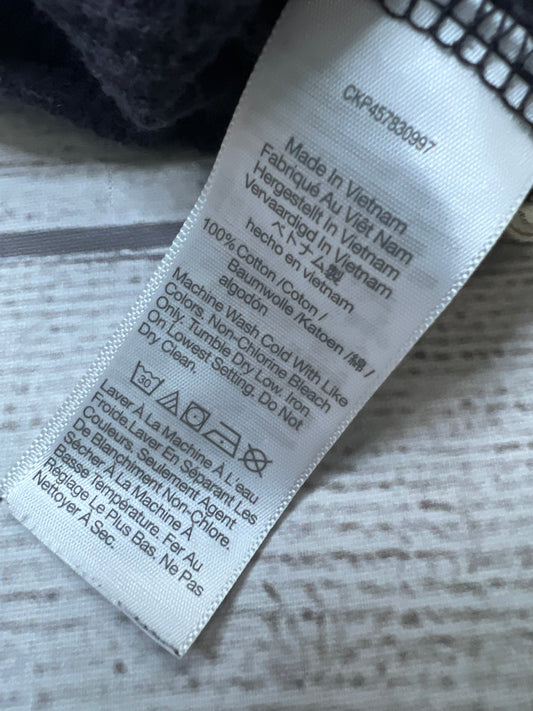 CKP457830997
Made In Vietnam
Fabriqué Au Viêt Nam
Hergestellt In Vietnam
Vervaardigd In Vietnam
ベトナム製
hecho en vietnam
100% Cotton /Coton /
Baumwolle /Katoen /綿 /
algodón
Machine Wash Cold With Like
Colors. Non-Chlorine Bleach
Only. Tumble Dry Low. Iron
On Lowest Setting. Do Not
Dry Clean.
30
Laver À La Machine À L'eau
Froide.Laver En Séparant Les
Couleurs. Seulement Agent
De Blanchiment Non-Chlore.
Sécher À La Machine À
Basse Température. Fer Au
Réglage Le Plus Bas. Ne Pas
Nettoyer À Sec.